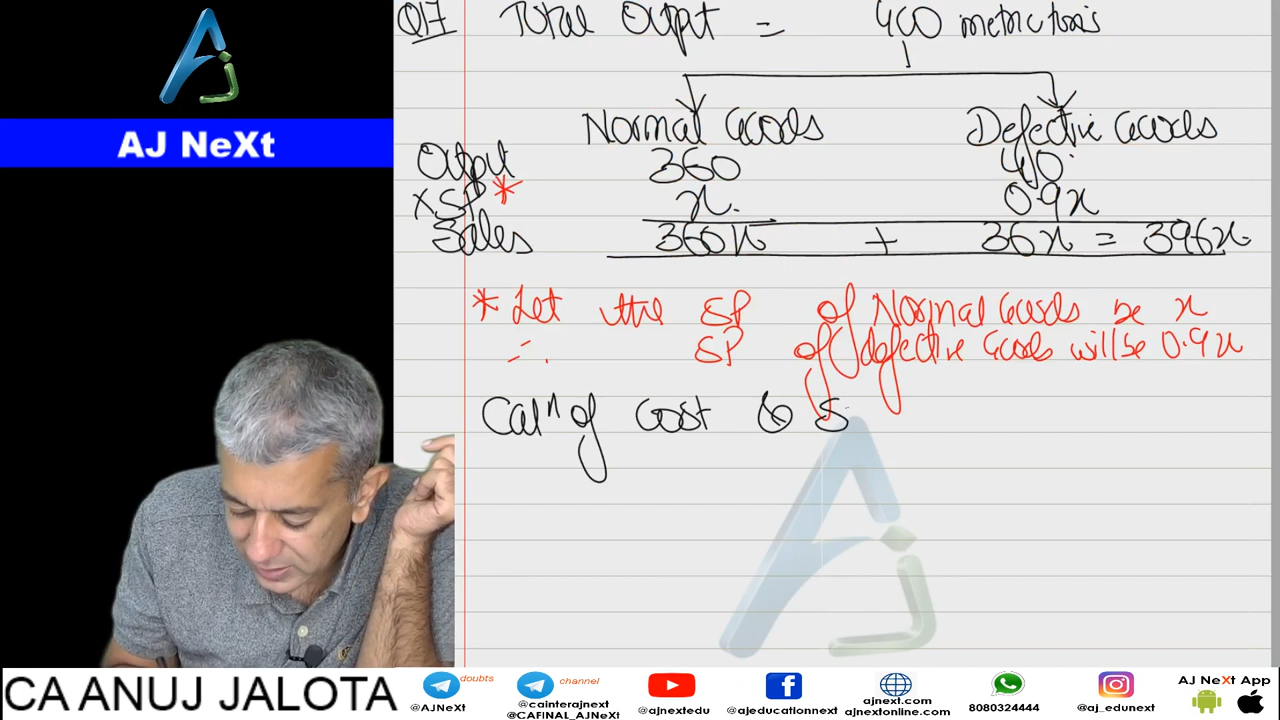 Q17 Total Output = 400 metric tons
Normal Goods Defective Goods
Output 360 40
x SP * x 0.9x
Sales 360x + 36x = 396x
* Let the SP of Normal Goods be x
∴ SP of defective Goods will be 0.9x
Calⁿ of Cost & S
AJ NeXt
CA ANUJ JALOTA
doubts
@AJNeXt
channel
@cainterajnext
@CAFINAL_AJNeXt
@ajnextedu
@ajeducationnext
ajnext.com
ajnextonline.com
8080324444
@aj_edunext
AJ NeXt App